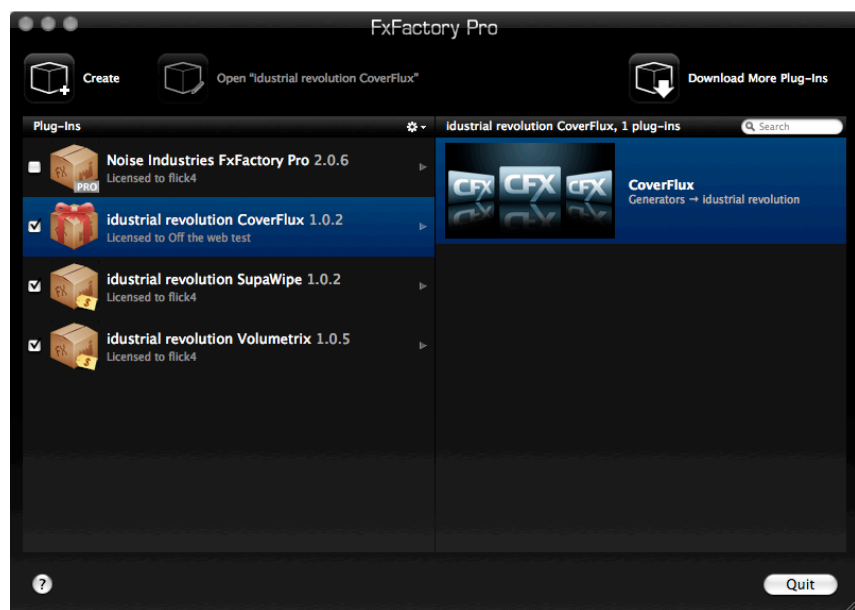 FxFactory Pro
Create
Open "idustrial revolution CoverFlux"
Download More Plug-Ins
Plug-Ins
idustrial revolution CoverFlux, 1 plug-ins
Search
Noise Industries FxFactory Pro 2.0.6
Licensed to flick4
FX
PRO
idustrial revolution CoverFlux 1.0.2
Licensed to Off the web test
idustrial revolution SupaWipe 1.0.2
Licensed to flick4
FX
$
idustrial revolution Volumetrix 1.0.5
Licensed to flick4
FX
$
CFX CFX CFX
CoverFlux
Generators → idustrial revolution
?
Quit